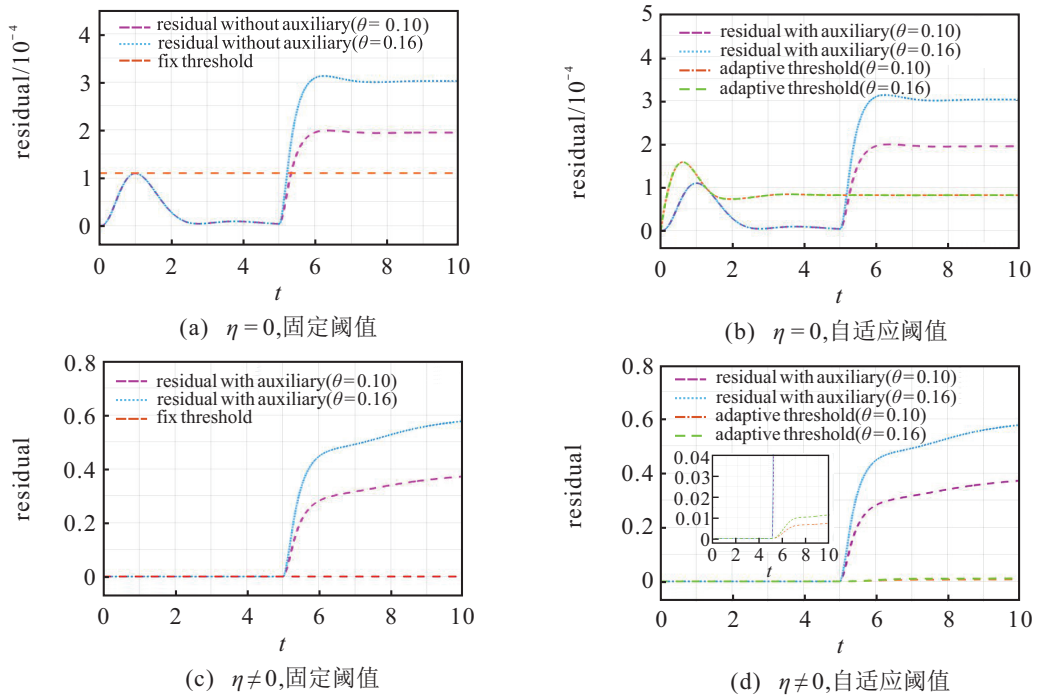 residual/10⁻⁴
4
3
2
1
0
residual without auxiliary(θ= 0.10)
residual without auxiliary(θ=0.16)
fix threshold
0 2 4 6 8 10
t
(a) η = 0,固定阈值
residual/10⁻⁴
5
4
3
2
1
0
residual with auxiliary(θ=0.10)
residual with auxiliary(θ=0.16)
adaptive threshold(θ=0.10)
adaptive threshold(θ=0.16)
0 2 4 6 8 10
t
(b) η = 0,自适应阈值
residual
0.8
0.6
0.4
0.2
0
residual with auxiliary(θ=0.10)
residual with auxiliary(θ=0.16)
fix threshold
0 2 4 6 8 10
t
(c) η≠0,固定阈值
residual
0.8
0.6
0.4
0.2
0
residual with auxiliary(θ=0.10)
residual with auxiliary(θ=0.16)
adaptive threshold(θ=0.10)
adaptive threshold(θ=0.16)
0.04
0.04
0.01
0.01
0
0 2 4 6 8 10
t
0 2 4 6 8 10
t
(d) η≠0,自适应阈值